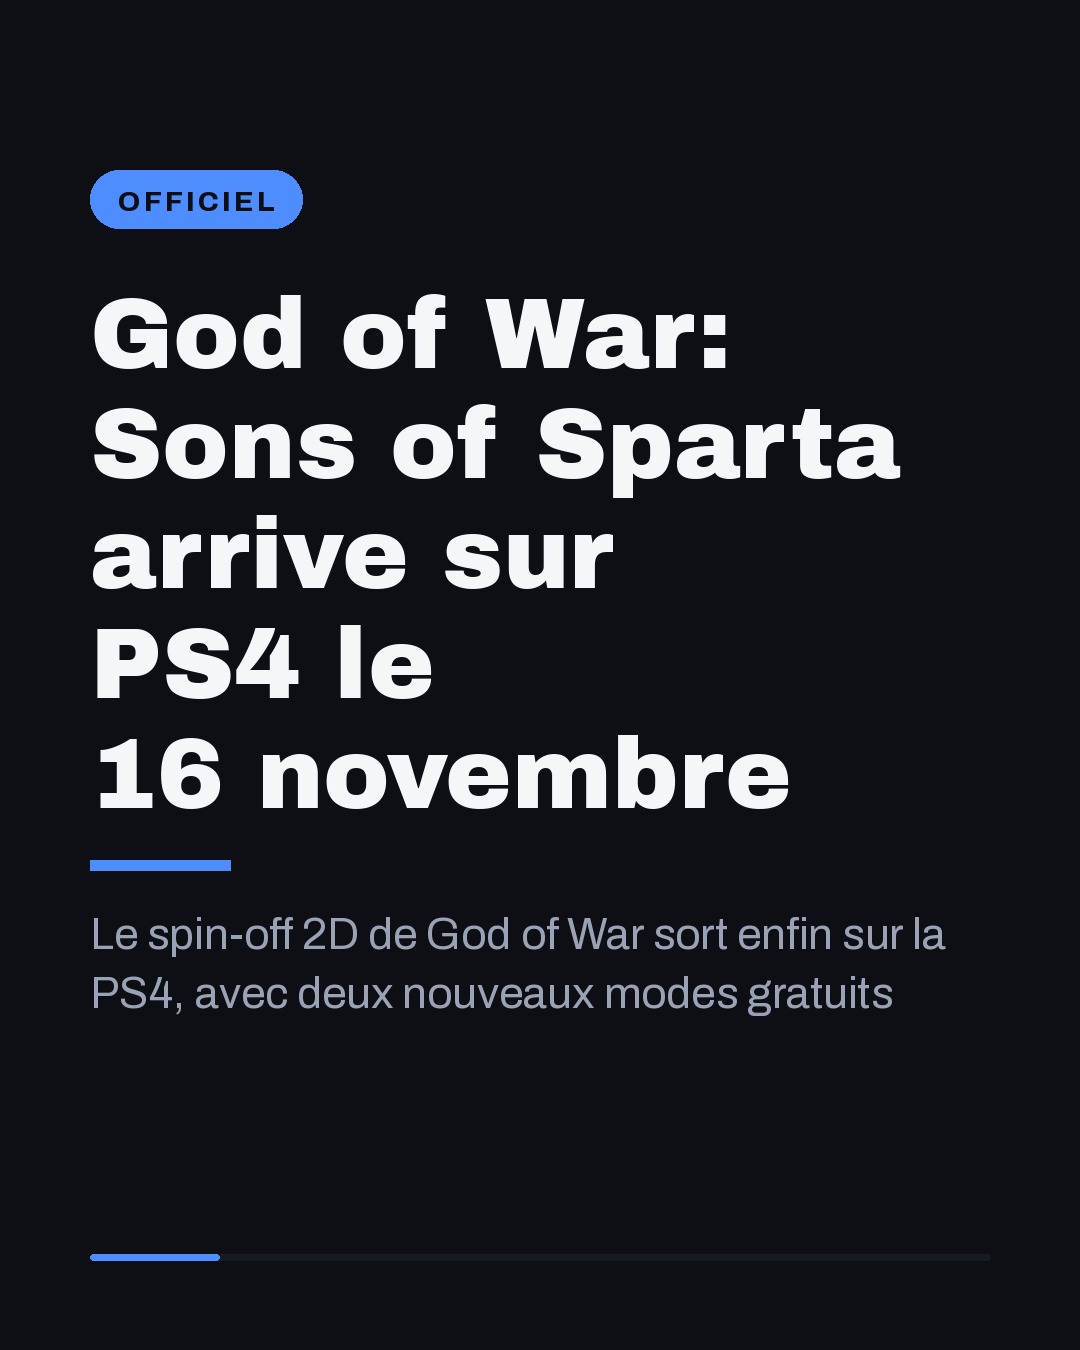 OFFICIEL
God of War:
Sons of Sparta
arrive sur
PS4 le
16 novembre
Le spin-off 2D de God of War sort enfin sur la
PS4, avec deux nouveaux modes gratuits